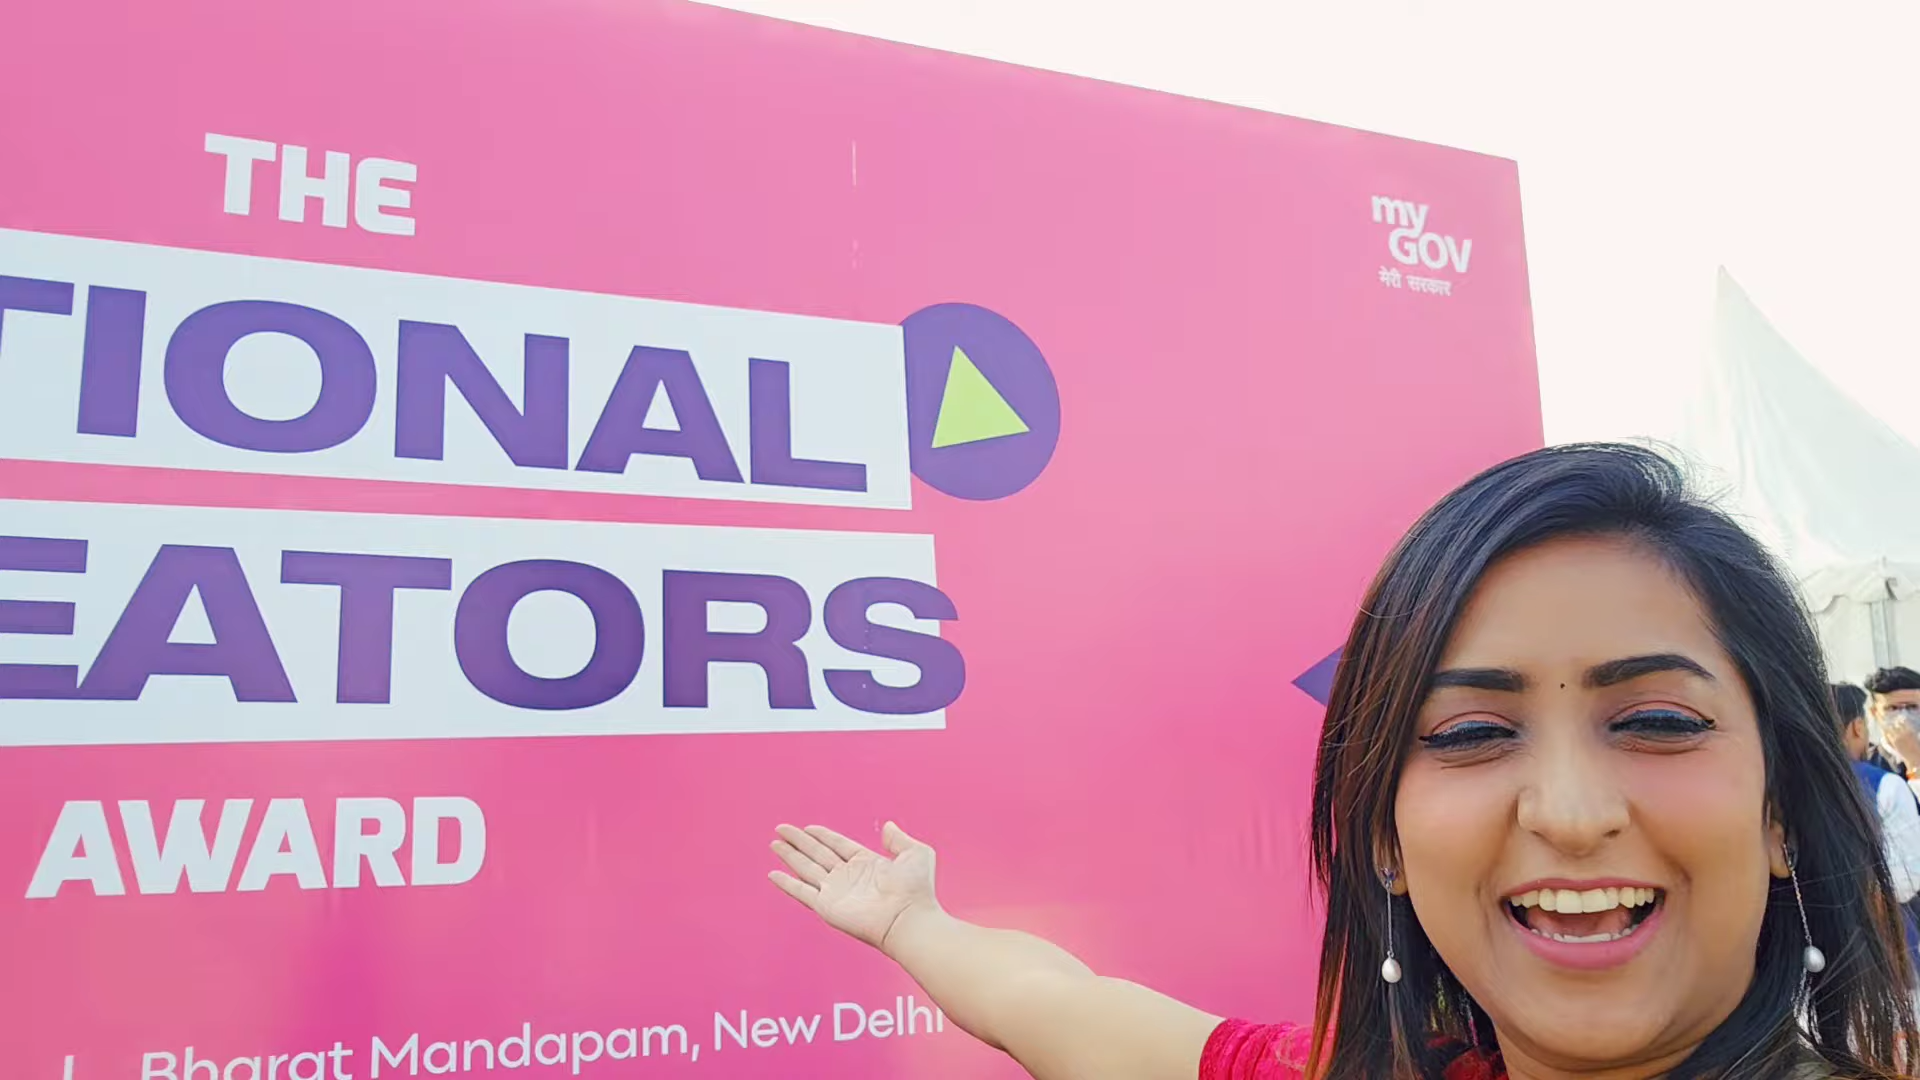 THE
TIONAL
EATORS
AWARD
Bharat Mandapam, New Delhi
my
GOV
मेरी सरकार